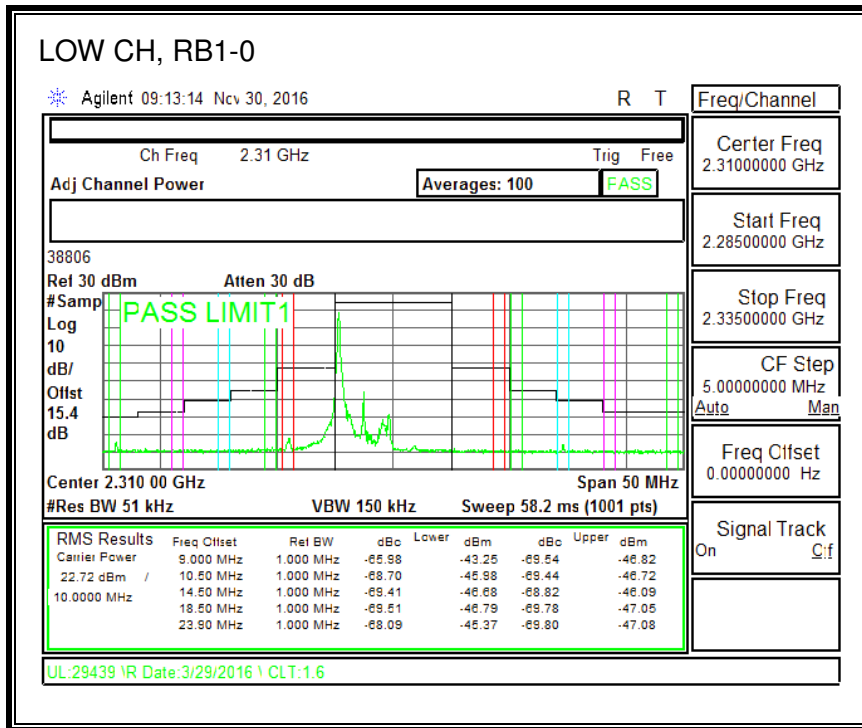 LOW CH, RB1-0
Agilent 09:13:14 Nov 30, 2016 R T
Freq/Channel
Ch Freq 2.31 GHz Trig Free
Adj Channel Power Averages: 100 PASS
Center Freq
2.31000000 GHz
Start Freq
2.28500000 GHz
Stop Freq
2.33500000 GHz
CF Step
5.00000000 MHz
Auto Man
Freq Offset
0.00000000 Hz
Signal Track
On Off
38806
Ref 30 dBm Atten 30 dB
#Samp
Log
10
dB/
Offst
15.4
dB
PASS LIMIT1
Center 2.310 00 GHz Span 50 MHz
#Res BW 51 kHz VBW 150 kHz Sweep 58.2 ms (1001 pts)
RMS Results Freq Offset Ref BW dBc Lower dBm dBc Upper dBm
Carrier Power 9.000 MHz 1.000 MHz -65.98 -43.25 -69.54 -46.82
22.72 dBm / 10.50 MHz 1.000 MHz -68.70 -45.98 -69.44 -46.72
10.0000 MHz 14.50 MHz 1.000 MHz -69.41 -46.68 -68.82 -46.09
18.50 MHz 1.000 MHz -69.51 -46.79 -69.78 -47.05
23.90 MHz 1.000 MHz -68.09 -45.37 -69.80 -47.08
UL:29439 \R Date:3/29/2016 \ CLT:1.6